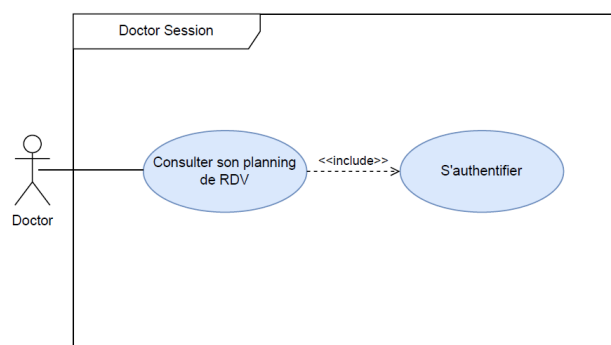 Doctor Session
Consulter son planning
de RDV
<<include>>
S'authentifier
Doctor